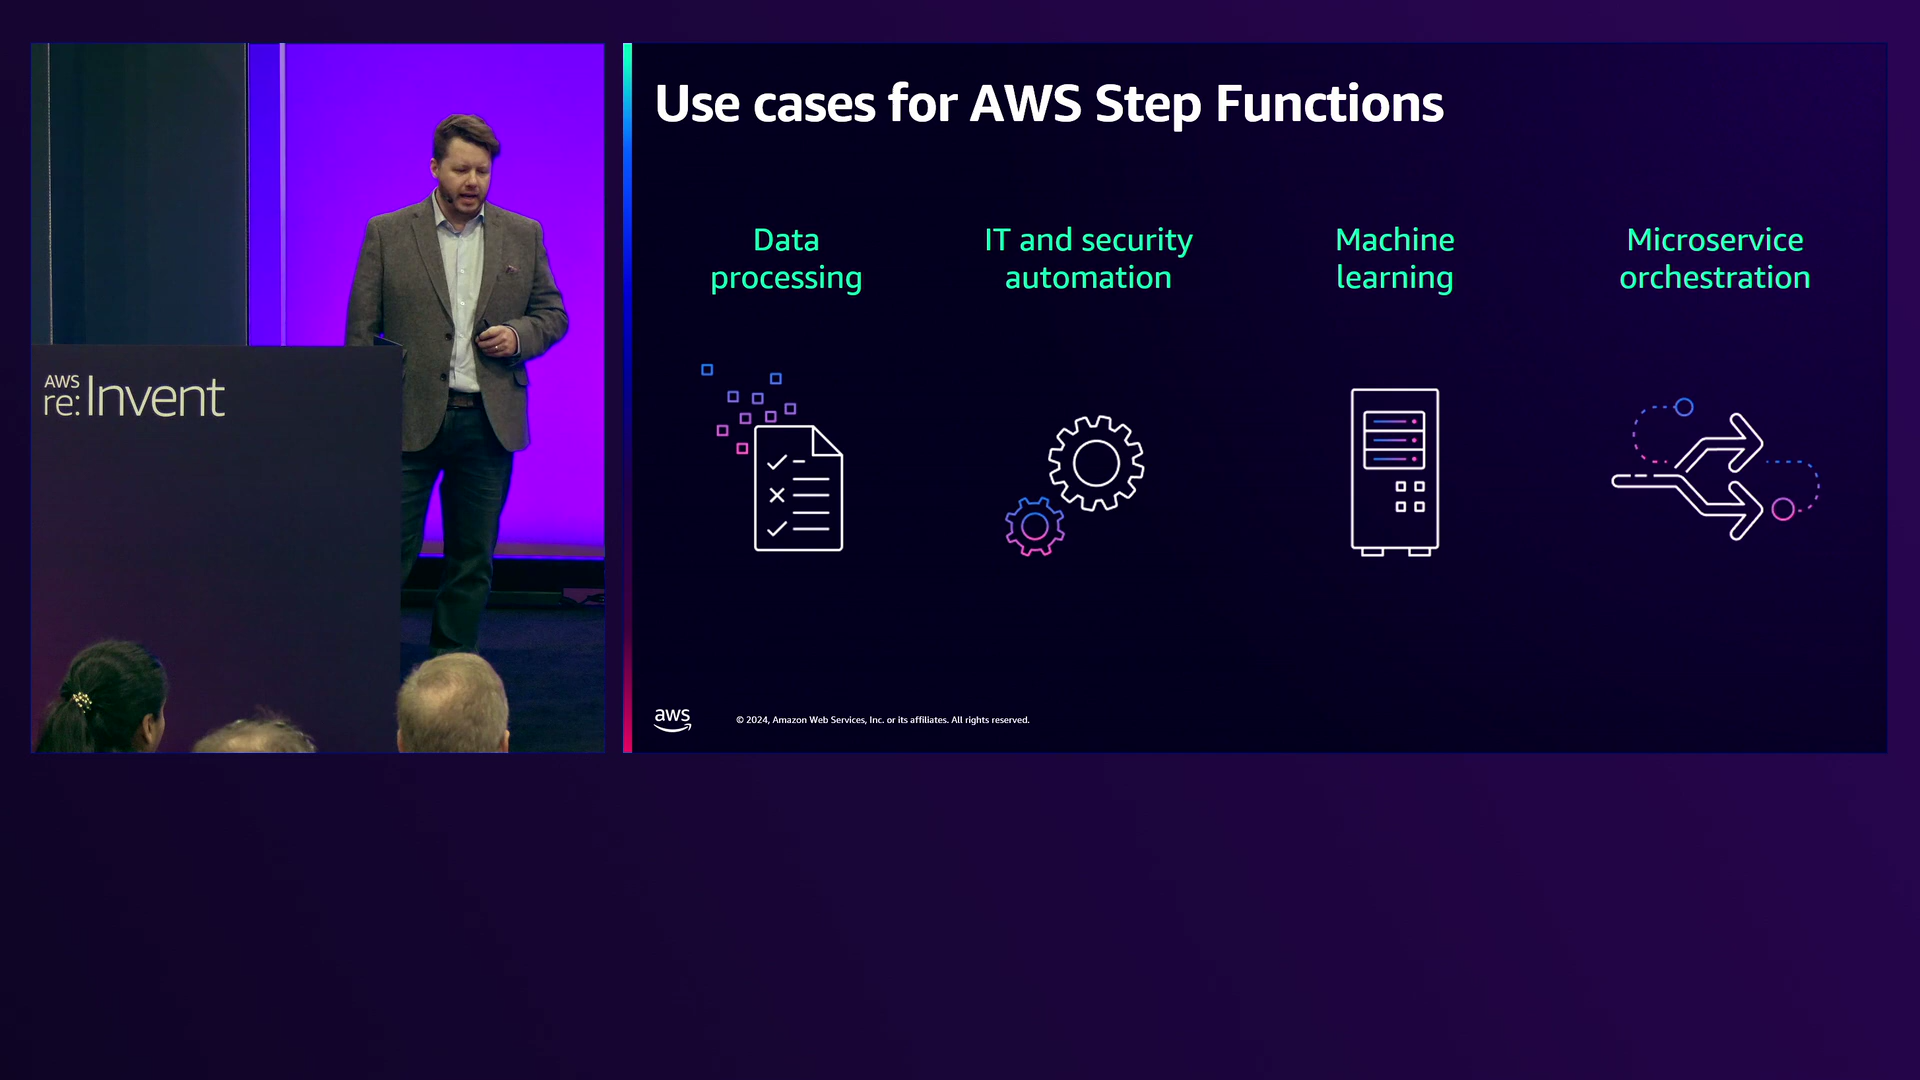 AWS
re:Invent
Use cases for AWS Step Functions
Data
processing
IT and security
automation
Machine
learning
Microservice
orchestration
aws
© 2024, Amazon Web Services, Inc. or its affiliates. All rights reserved.